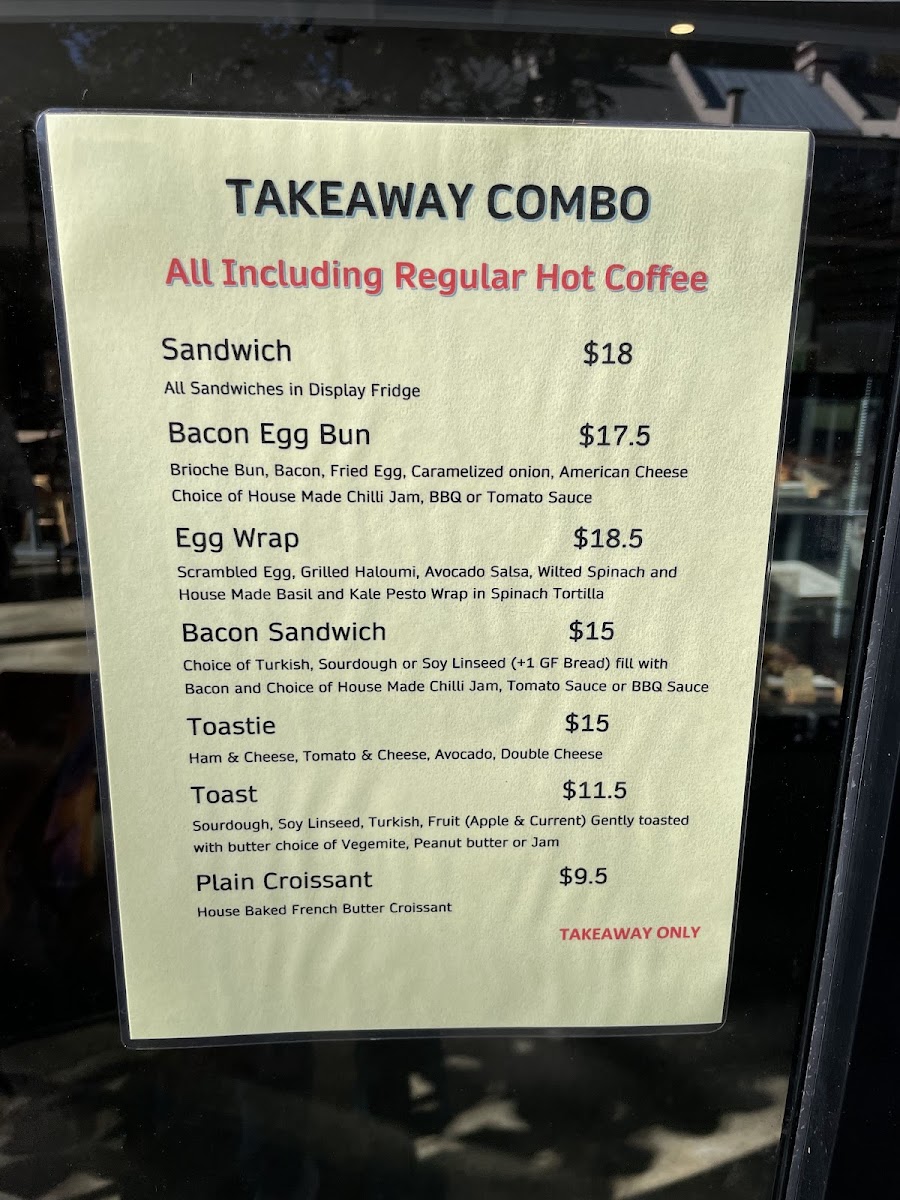 TAKEAWAY COMBO
All Including Regular Hot Coffee
Sandwich $18
All Sandwiches in Display Fridge
Bacon Egg Bun $17.5
Brioche Bun, Bacon, Fried Egg, Caramelized onion, American Cheese
Choice of House Made Chilli Jam, BBQ or Tomato Sauce
Egg Wrap $18.5
Scrambled Egg, Grilled Haloumi, Avocado Salsa, Wilted Spinach and
House Made Basil and Kale Pesto Wrap in Spinach Tortilla
Bacon Sandwich $15
Choice of Turkish, Sourdough or Soy Linseed (+1 GF Bread) fill with
Bacon and Choice of House Made Chilli Jam, Tomato Sauce or BBQ Sauce
Toastie $15
Ham & Cheese, Tomato & Cheese, Avocado, Double Cheese
Toast $11.5
Sourdough, Soy Linseed, Turkish, Fruit (Apple & Current) Gently toasted
with butter choice of Vegemite, Peanut butter or Jam
Plain Croissant $9.5
House Baked French Butter Croissant
TAKEAWAY ONLY